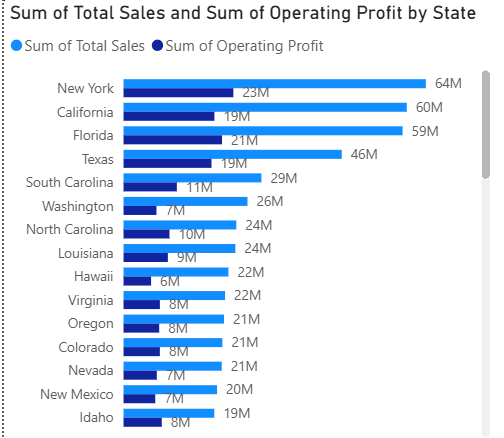 Sum of Total Sales and Sum of Operating Profit by State
Sum of Total Sales Sum of Operating Profit
New York 64M
23M
California 60M
19M
Florida 59M
21M
Texas 46M
19M
South Carolina 29M
11M
Washington 26M
7M
North Carolina 24M
10M
Louisiana 24M
9M
Hawaii 22M
6M
Virginia 22M
8M
Oregon 21M
8M
Colorado 21M
8M
Nevada 21M
7M
New Mexico 20M
7M
Idaho 19M
8M